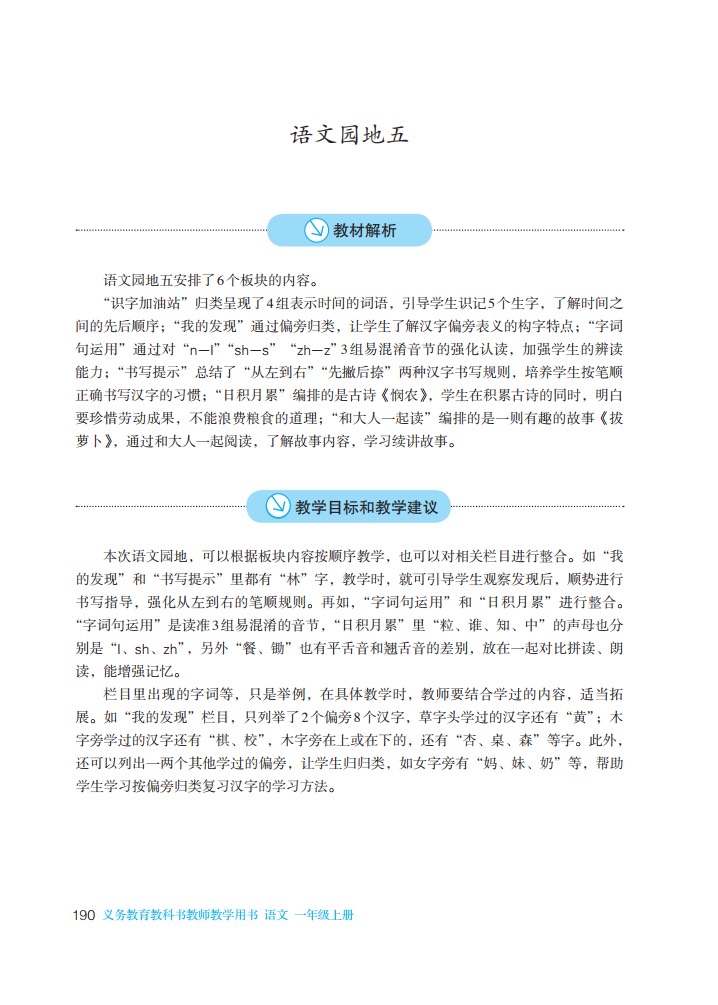 语文园地五
教材解析
语文园地五安排了6个板块的内容。
“识字加油站”归类呈现了4组表示时间的词语，引导学生识记5个生字，了解时间之
间的先后顺序；“我的发现”通过偏旁归类，让学生了解汉字偏旁表义的构字特点；“字词
句运用”通过对“n—l”“sh—s” “zh—z”3组易混淆音节的强化认读，加强学生的辨读
能力；“书写提示”总结了“从左到右”“先撇后捺”两种汉字书写规则，培养学生按笔顺
正确书写汉字的习惯；“日积月累”编排的是古诗《悯农》，学生在积累古诗的同时，明白
要珍惜劳动成果，不能浪费粮食的道理；“和大人一起读”编排的是一则有趣的故事《拔
萝卜》，通过和大人一起阅读，了解故事内容，学习续讲故事。
教学目标和教学建议
本次语文园地，可以根据板块内容按顺序教学，也可以对相关栏目进行整合。如“我
的发现”和“书写提示”里都有“林”字，教学时，就可引导学生观察发现后，顺势进行
书写指导，强化从左到右的笔顺规则。再如，“字词句运用”和“日积月累”进行整合。
“字词句运用”是读准3组易混淆的音节，“日积月累”里“粒、谁、知、中”的声母也分
别是“l、sh、zh”，另外“餐、锄”也有平舌音和翘舌音的差别，放在一起对比拼读、朗
读，能增强记忆。
栏目里出现的字词等，只是举例，在具体教学时，教师要结合学过的内容，适当拓
展。如“我的发现”栏目，只列举了2个偏旁8个汉字，草字头学过的汉字还有“黄”；木
字旁学过的汉字还有“棋、校”，木字旁在上或在下的，还有“杏、桌、森”等字。此外，
还可以列出一两个其他学过的偏旁，让学生归归类，如女字旁有“妈、妹、奶”等，帮助
学生学习按偏旁归类复习汉字的学习方法。
190 义务教育教科书教师教学用书 语文 一年级上册